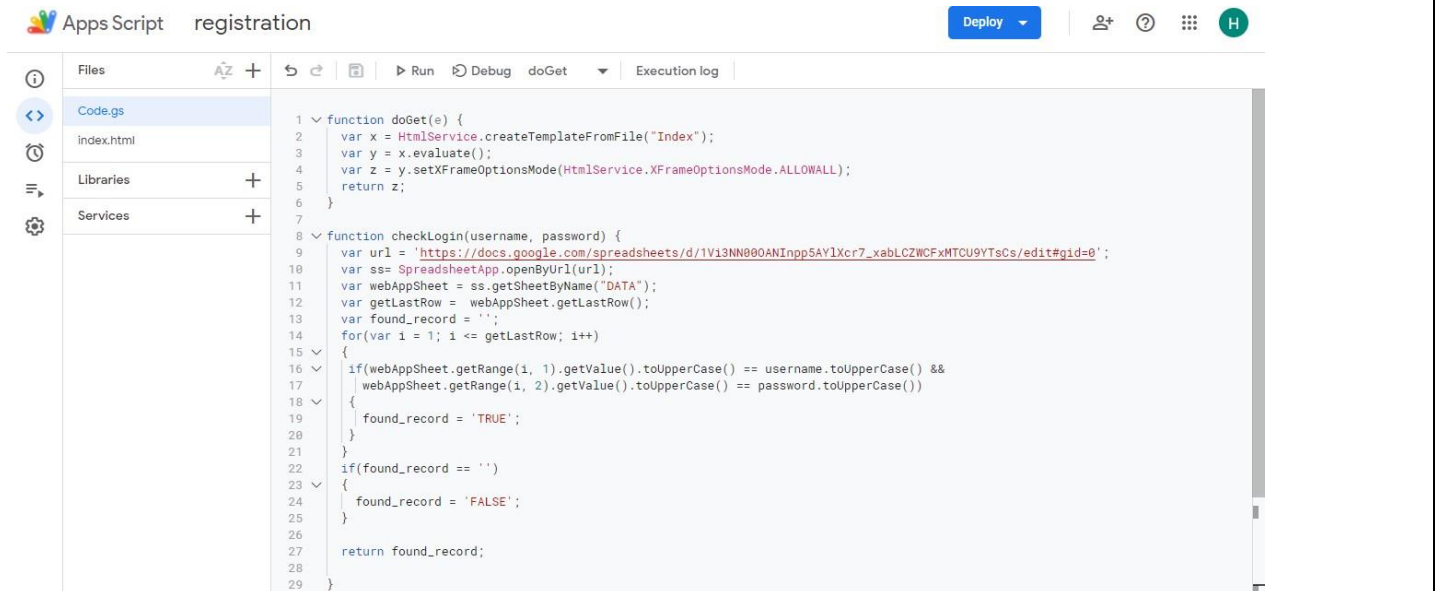 Apps Script registration Deploy H
Files AZ Run Debug doGet Execution log
Code.gs
index.html
Libraries
Services
1 function doGet(e) {
2 var x = HtmlService.createTemplateFromFile("Index");
3 var y = x.evaluate();
4 var z = y.setXFrameOptionsMode(HtmlService.XFrameOptionsMode.ALLOWALL);
5 return z;
6 }
7
8 function checkLogin(username, password) {
9 var url = 'https://docs.google.com/spreadsheets/d/1Vi3NN00OANInpp5AYlXcr7_xabLCZWCFxMTCU9YTsCs/edit#gid=0';
10 var ss= SpreadsheetApp.openByUrl(url);
11 var webAppSheet = ss.getSheetByName("DATA");
12 var getLastRow = webAppSheet.getLastRow();
13 var found_record = '';
14 for(var i = 1; i <= getLastRow; i++)
15 {
16 if(webAppSheet.getRange(i, 1).getValue().toUpperCase() == username.toUpperCase() &&
17 webAppSheet.getRange(i, 2).getValue().toUpperCase() == password.toUpperCase())
18 {
19 found_record = 'TRUE';
20 }
21 }
22 if(found_record == '')
23 {
24 found_record = 'FALSE';
25 }
26
27 return found_record;
28
29 }